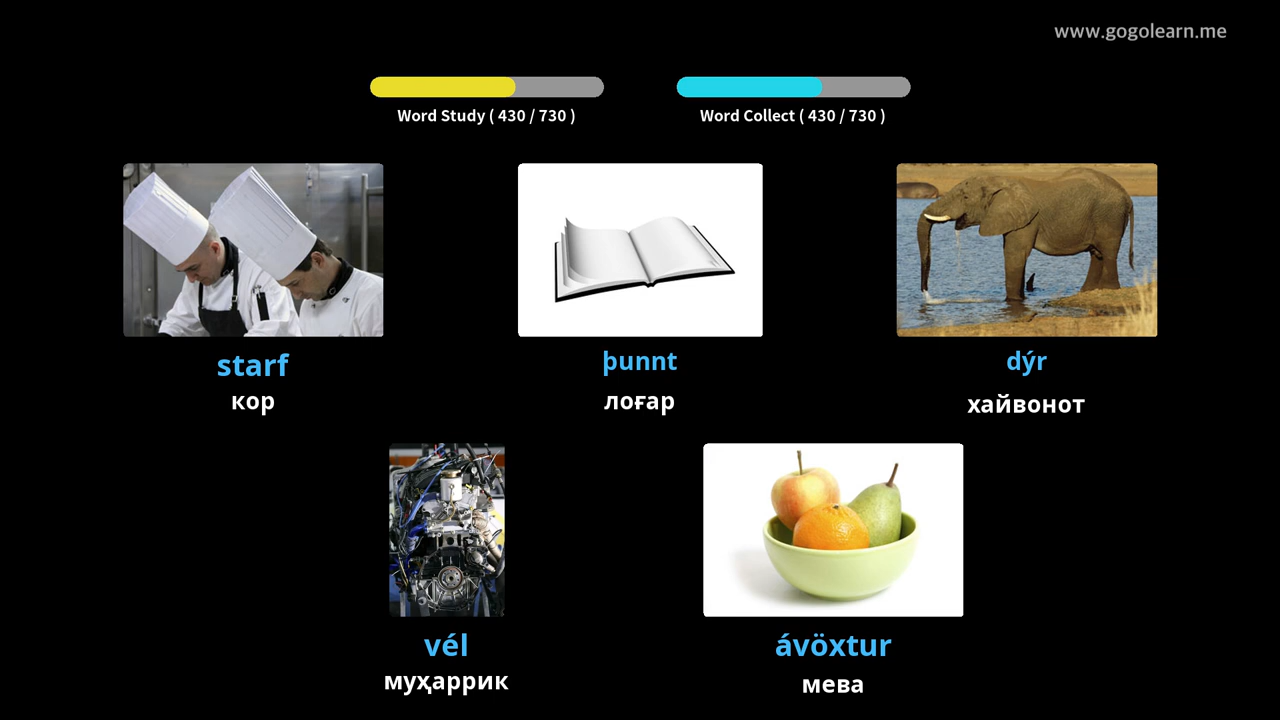 www.gogolearn.me
Word Study ( 430 / 730 )
Word Collect ( 430 / 730 )
starf
кор
þunnt
лоғар
dýr
хайвонот
vél
муҳаррик
ávöxtur
мева